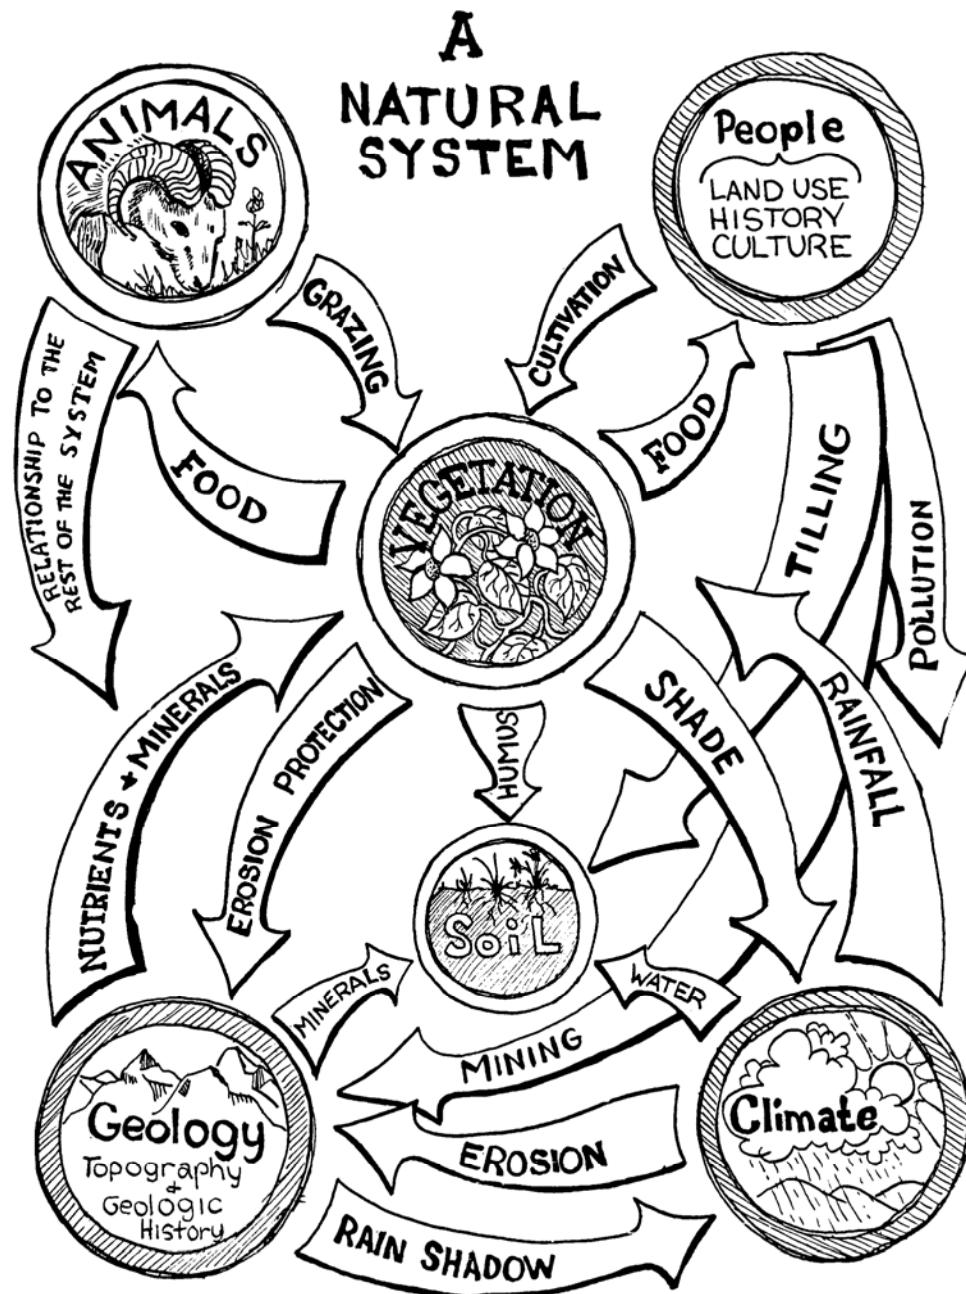 A
NATURAL
SYSTEM
ANIMALS
People
LAND USE
HISTORY
CULTURE
GRAZING
CULTIVATION
RELATIONSHIP TO THE
REST OF THE SYSTEM
FOOD
FOOD
TILLING
POLLUTION
VEGETATION
NUTRIENTS + MINERALS
EROSION PROTECTION
HUMUS
SHADE
RAINFALL
SoiL
MINERALS
WATER
MINING
Geology
Topography
+
Geologic
History
EROSION
Climate
RAIN SHADOW